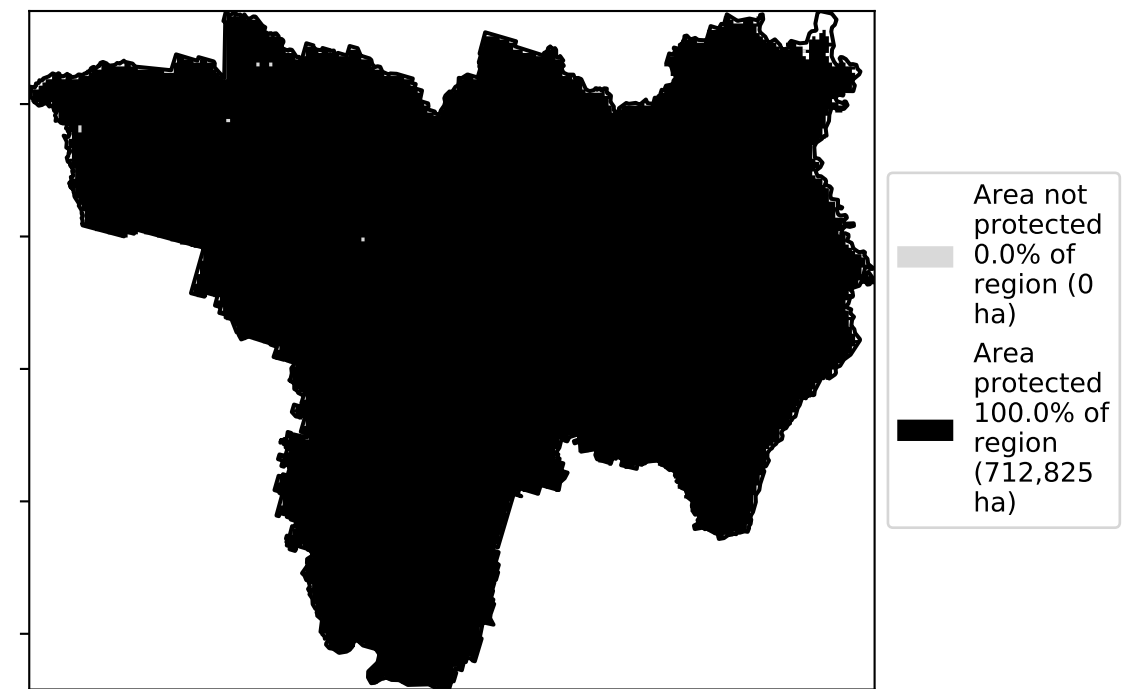 Area not
protected
0.0% of
region (0
ha)
Area
protected
100.0% of
region
(712,825
ha)